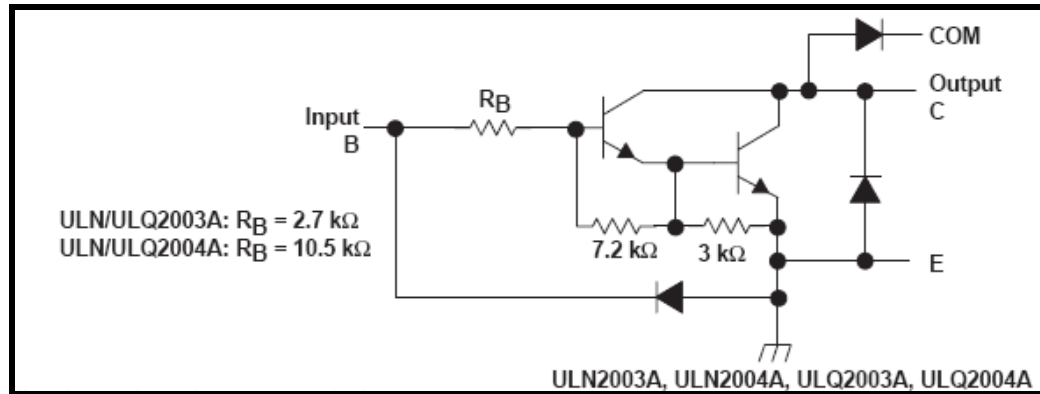 COM
Output
C
Input
B
RB
ULN/ULQ2003A: RB = 2.7 kΩ
ULN/ULQ2004A: RB = 10.5 kΩ
7.2 kΩ
3 kΩ
E
ULN2003A, ULN2004A, ULQ2003A, ULQ2004A